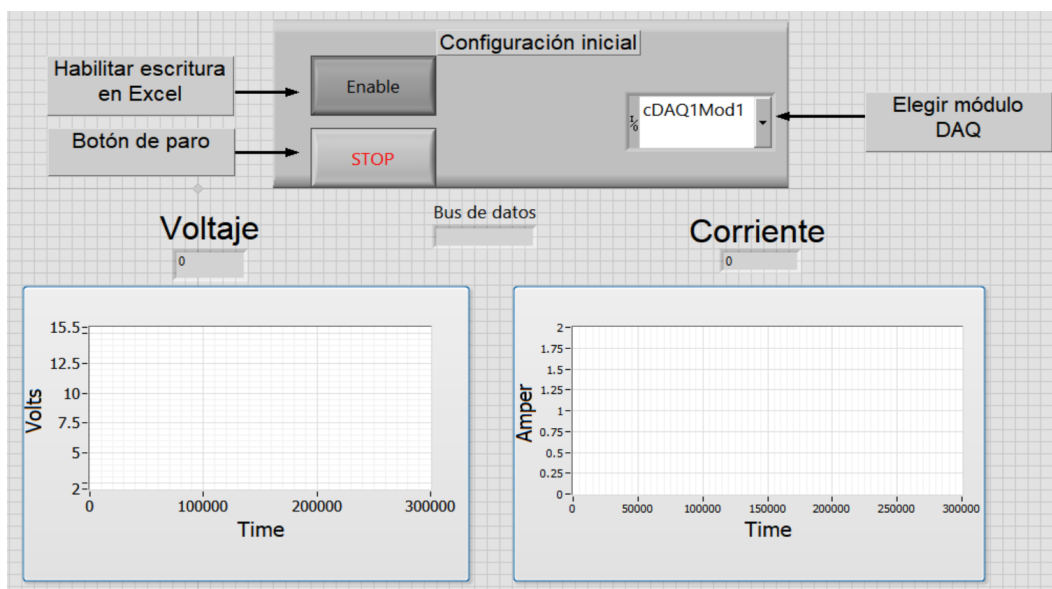 Configuración inicial
Habilitar escritura
en Excel
Enable
cDAQ1Mod1
Elegir módulo
DAQ
Botón de paro
STOP
Bus de datos
Voltaje
0
Corriente
0
Volts
15.5
12.5
10
7.5
5
2
0
100000
200000
300000
Time
Amper
2
1.75
1.5
1.25
1
0.75
0.5
0.25
0
0
50000
100000
150000
200000
250000
300000
Time